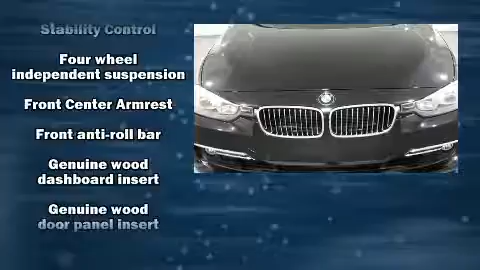 Stability Control
Four wheel
independent suspension
Front Center Armrest
Front anti-roll bar
Genuine wood
dashboard insert
Genuine wood
door panel insert